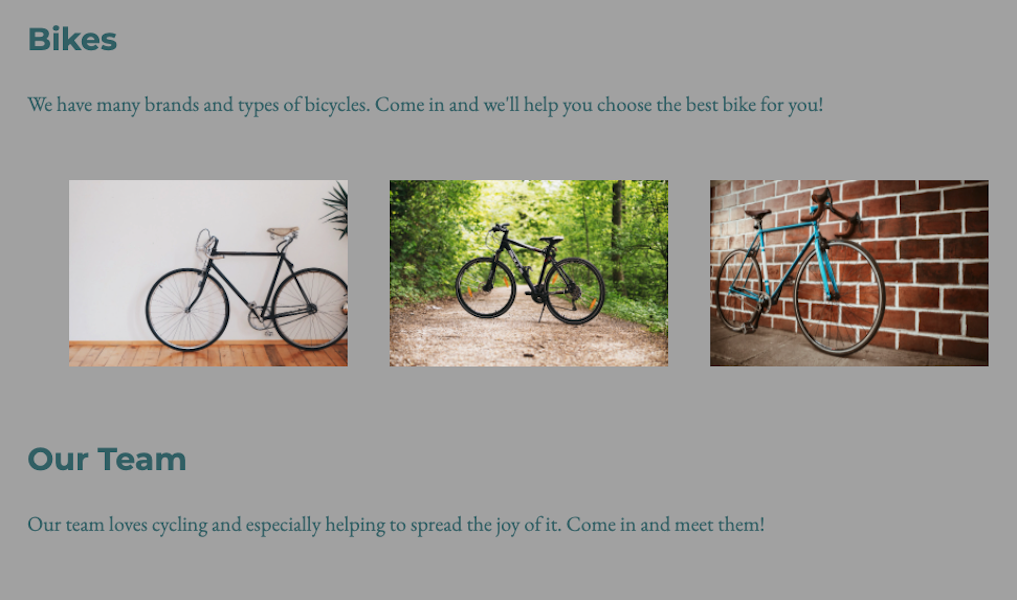 Bikes
We have many brands and types of bicycles. Come in and we'll help you choose the best bike for you!
Our Team
Our team loves cycling and especially helping to spread the joy of it. Come in and meet them!